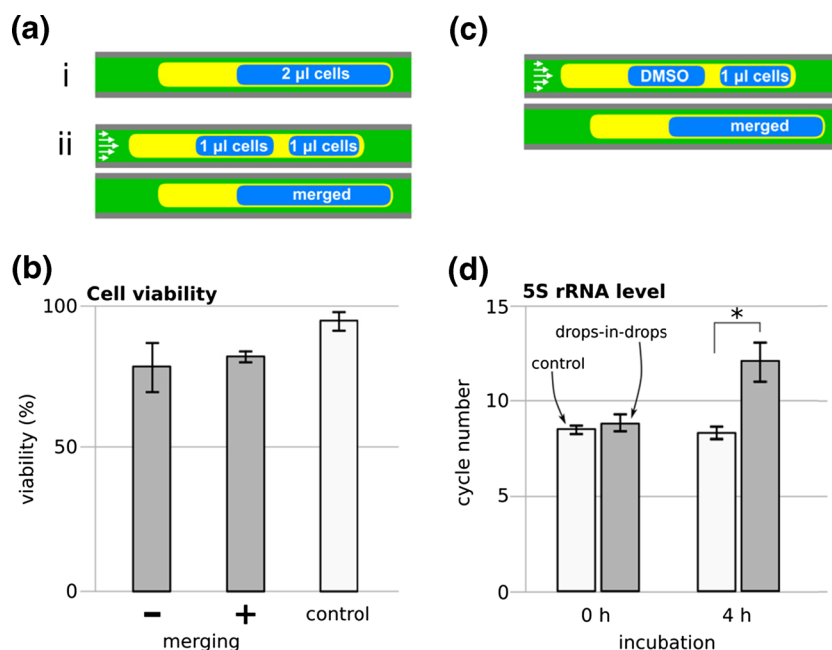 (a)
i
2 µl cells
ii
1 µl cells 1 µl cells
merged
(b)
Cell viability
100
50
0
viability (%)
− + control
merging
(c)
DMSO 1 µl cells
merged
(d)
5S rRNA level
15
10
5
0
cycle number
control
drops-in-drops
*
0 h 4 h
incubation